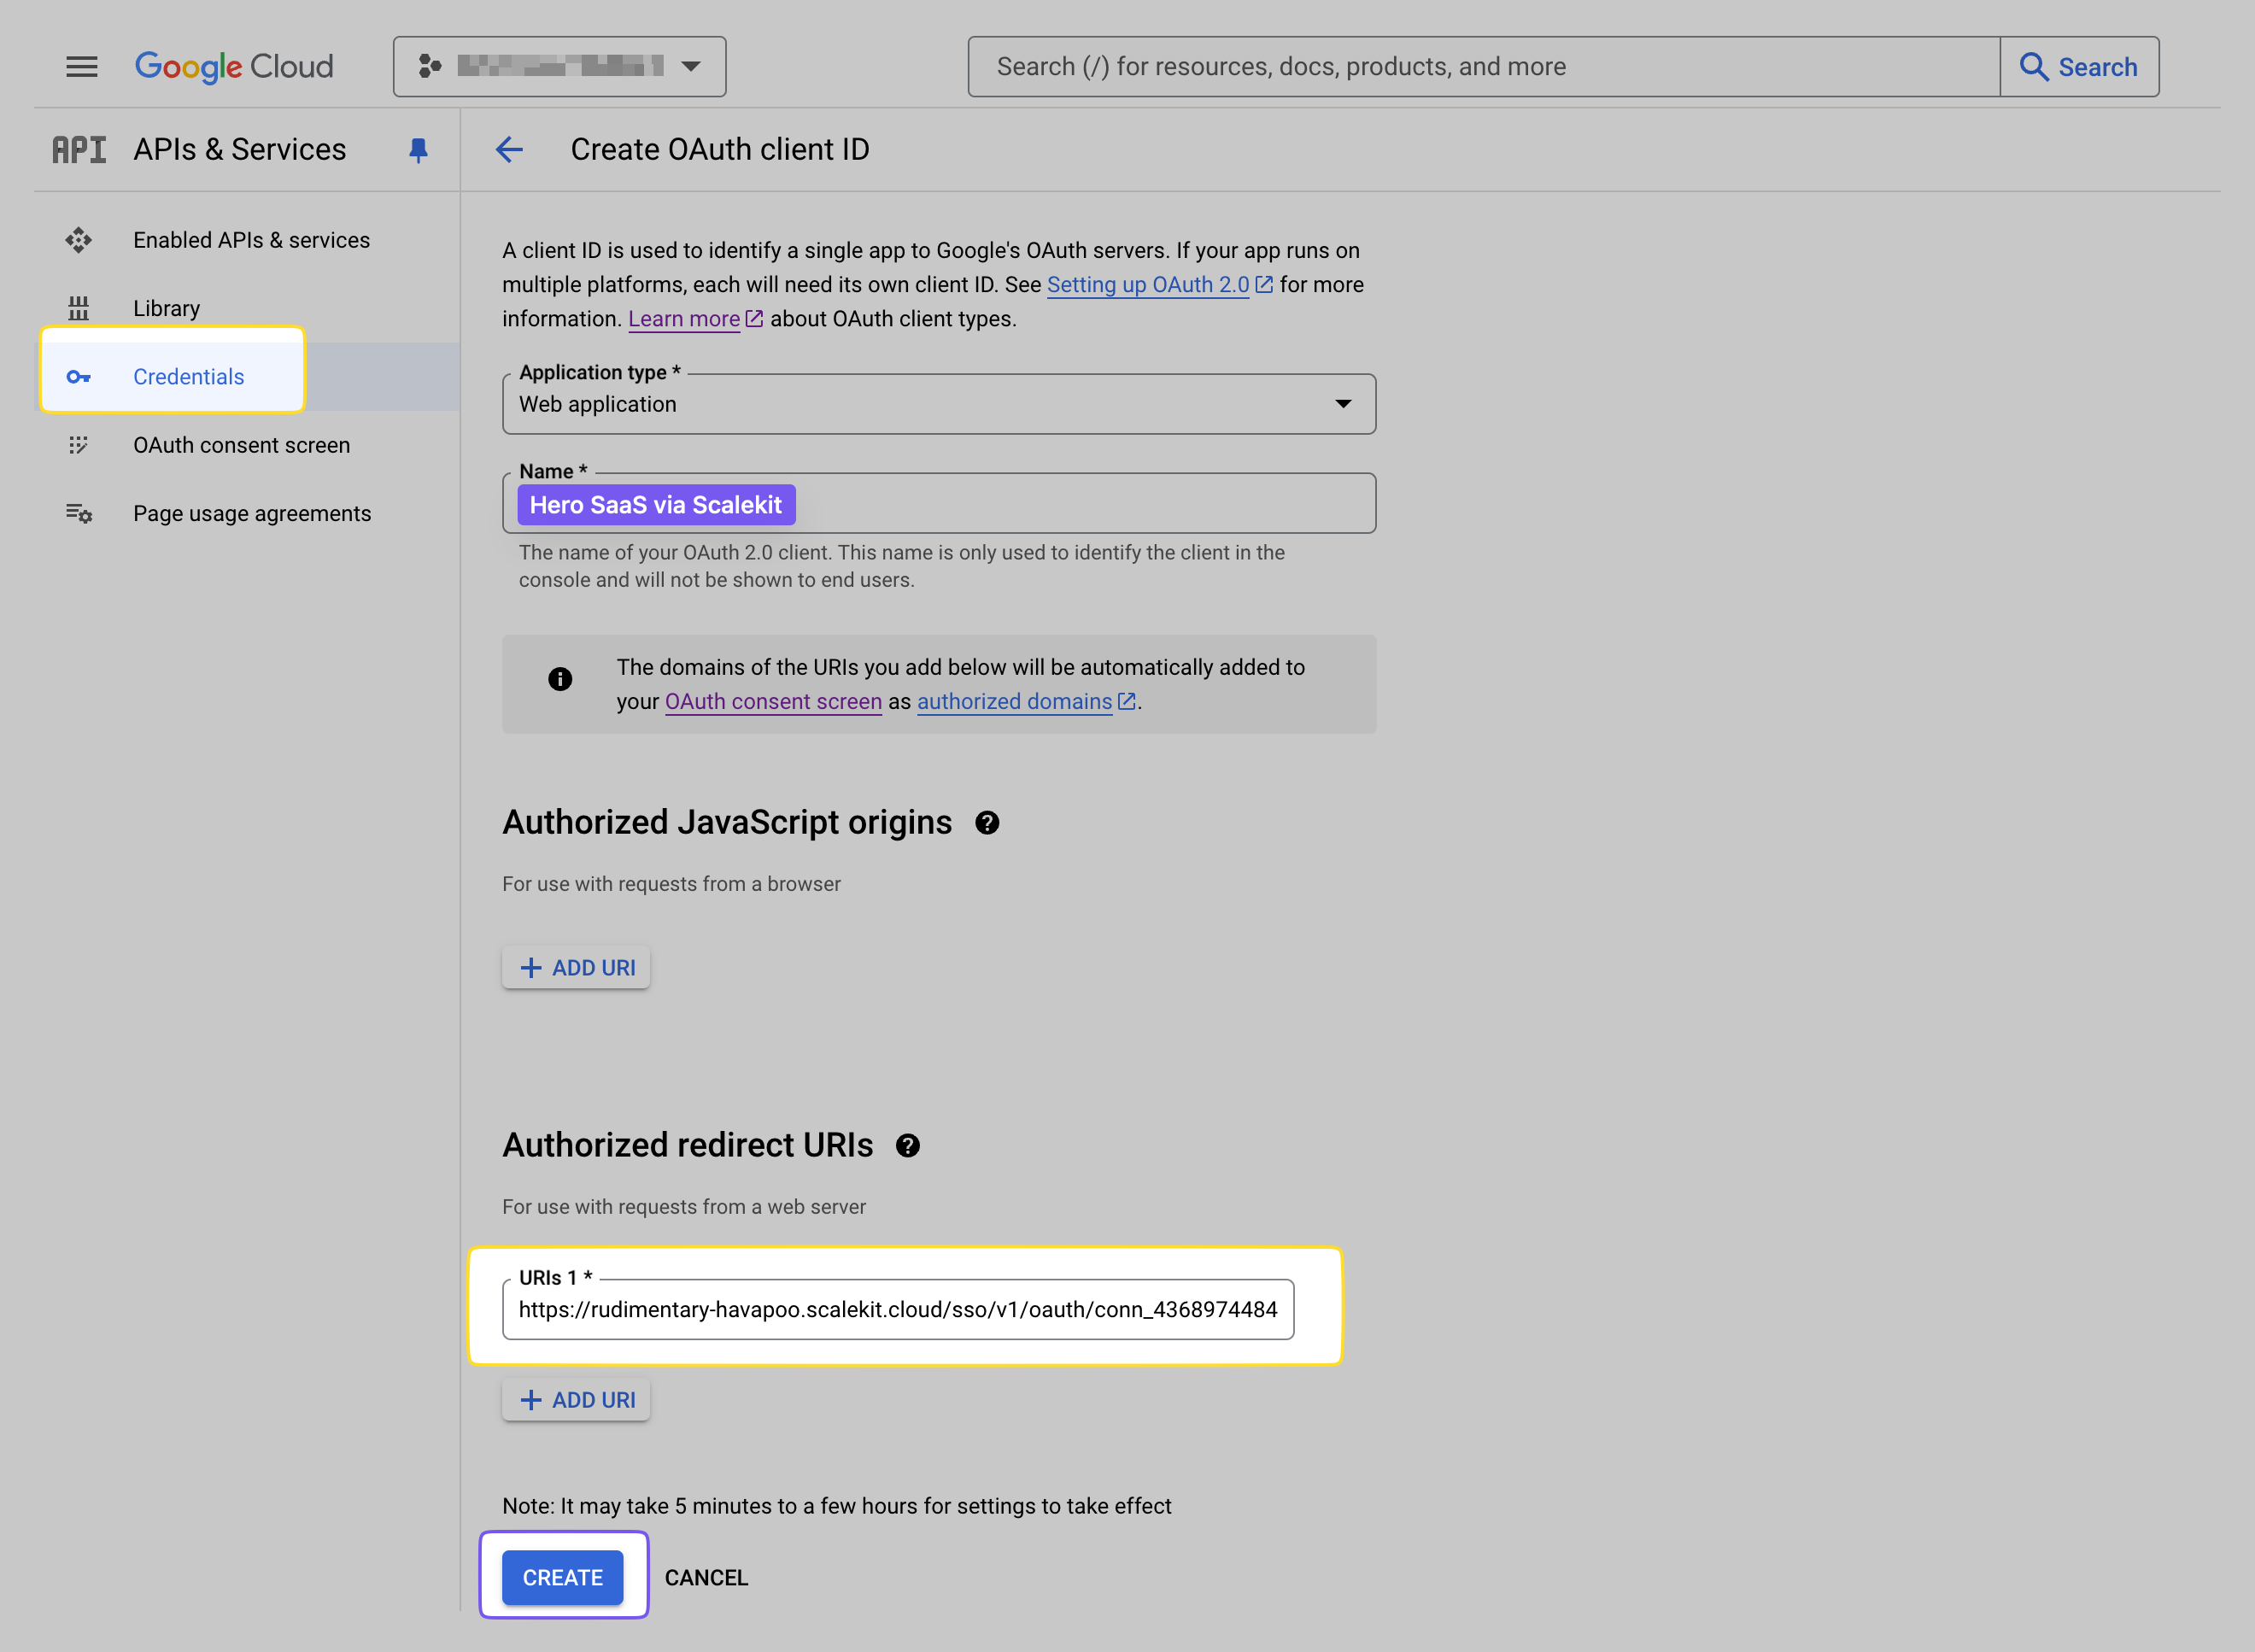 Google Cloud
Search (/) for resources, docs, products, and more
Search
API APIs & Services
Create OAuth client ID
Enabled APIs & services
Library
Credentials
OAuth consent screen
Page usage agreements
A client ID is used to identify a single app to Google's OAuth servers. If your app runs on
multiple platforms, each will need its own client ID. See Setting up OAuth 2.0 for more
information. Learn more about OAuth client types.
Application type *
Web application
Name *
Hero SaaS via Scalekit
The name of your OAuth 2.0 client. This name is only used to identify the client in the
console and will not be shown to end users.
The domains of the URIs you add below will be automatically added to
your OAuth consent screen as authorized domains.
Authorized JavaScript origins
For use with requests from a browser
+ ADD URI
Authorized redirect URIs
For use with requests from a web server
URIs 1 *
https://rudimentary-havapoo.scalekit.cloud/sso/v1/oauth/conn_4368974484
+ ADD URI
Note: It may take 5 minutes to a few hours for settings to take effect
CREATE
CANCEL